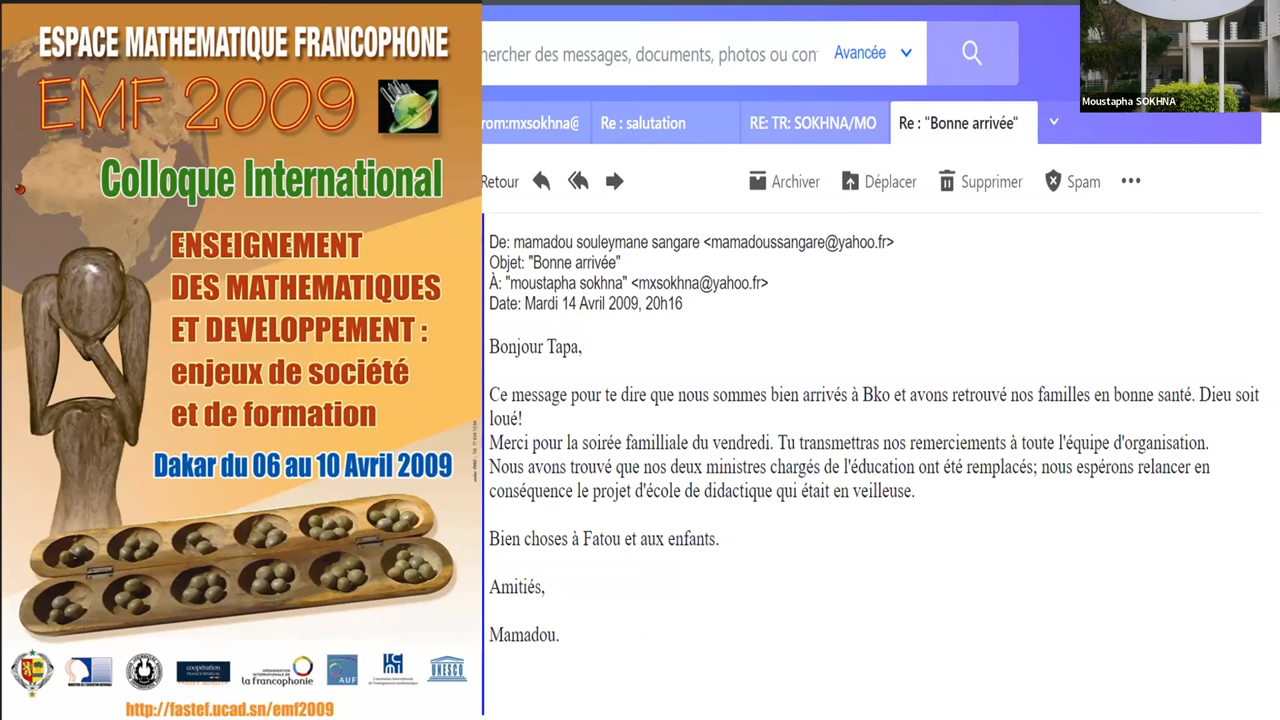 ESPACE MATHEMATIQUE FRANCOPHONE
EMF 2009
Colloque International
ENSEIGNEMENT
DES MATHEMATIQUES
ET DEVELOPPEMENT :
enjeux de société
et de formation
Dakar du 06 au 10 Avril 2009
coopération
la francophonie
AUF
UNESCO
http://fastef.ucad.sn/emf2009
hercher des messages, documents, photos ou con
Avancée
Moustapha SOKHNA
rom:mxsokhna@
Re : salutation
RE: TR: SOKHNA/MO
Re : "Bonne arrivée"
Retour
Archiver
Déplacer
Supprimer
Spam
De: mamadou souleymane sangare <mamadoussangare@yahoo.fr>
Objet: "Bonne arrivée"
À: "moustapha sokhna" <mxsokhna@yahoo.fr>
Date: Mardi 14 Avril 2009, 20h16
Bonjour Tapa,
Ce message pour te dire que nous sommes bien arrivés à Bko et avons retrouvé nos familles en bonne santé. Dieu soit
loué!
Merci pour la soirée familliale du vendredi. Tu transmettras nos remerciements à toute l'équipe d'organisation.
Nous avons trouvé que nos deux ministres chargés de l'éducation ont été remplacés; nous espérons relancer en
conséquence le projet d'école de didactique qui était en veilleuse.
Bien choses à Fatou et aux enfants.
Amitiés,
Mamadou.